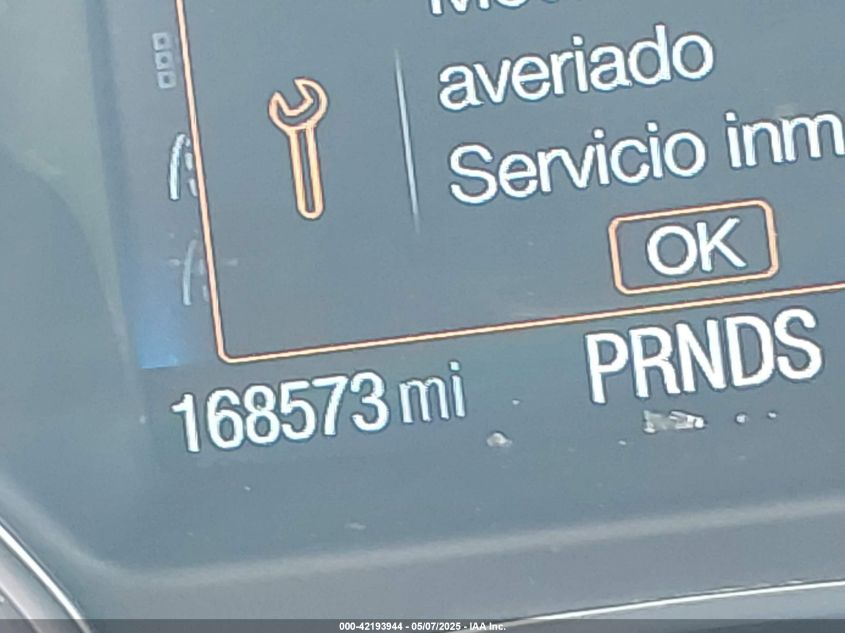 averiado
Servicio inm
OK
168573 mi
PRNDS
000-42193944 - 05/07/2025 - IAA Inc.